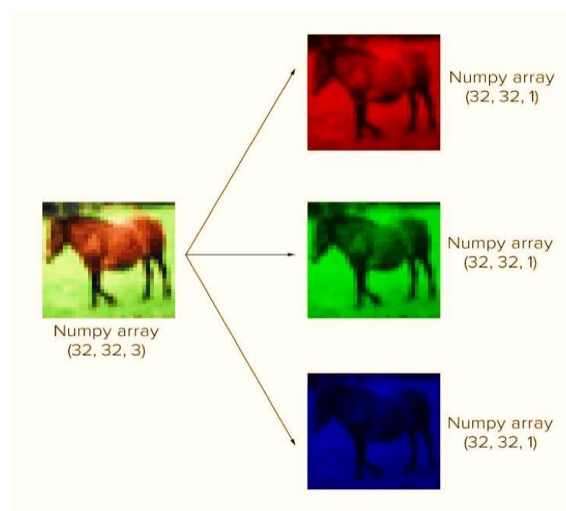 Numpy array
(32, 32, 1)
Numpy array
(32, 32, 3)
Numpy array
(32, 32, 1)
Numpy array
(32, 32, 1)